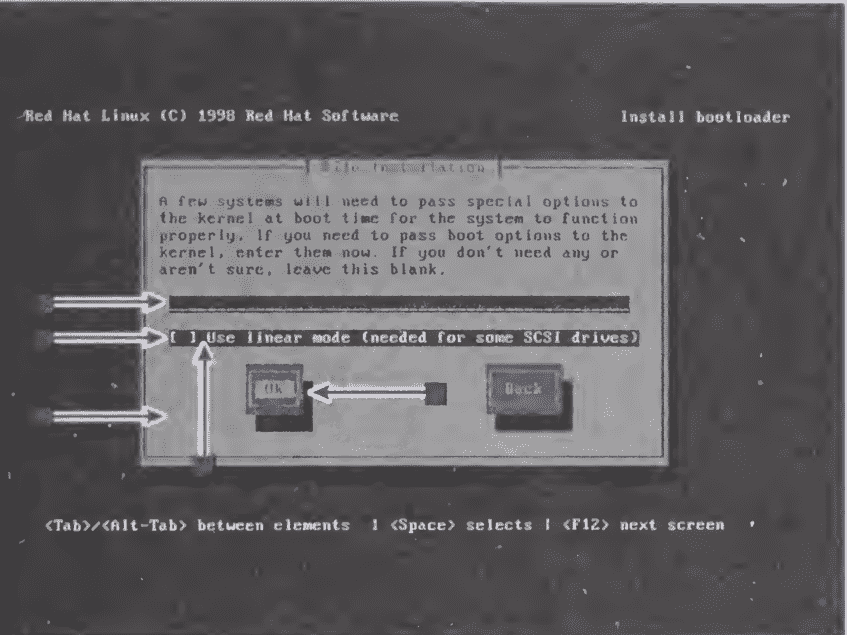 Red Hat Linux (C) 1998 Red Hat Software
Install bootloader
Lilo Installation
A few systems will need to pass special options to
the kernel at boot time for the system to function
properly. If you need to pass boot options to the
kernel, enter them now. If you don't need any or
aren't sure, leave this blank.
[ ] Use linear mode (needed for some SCSI drives)
Ok
Back
<Tab>/<Alt-Tab> between elements | <Space> selects | <F12> next screen